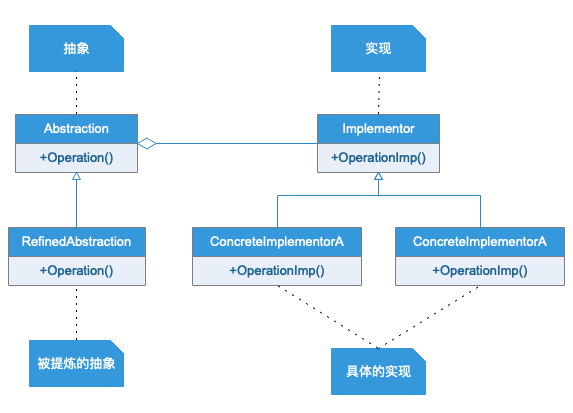 抽象
实现
Abstraction
+Operation()
Implementor
+OperationImp()
RefinedAbstraction
+Operation()
ConcreteImplementorA
+OperationImp()
ConcreteImplementorA
+OperationImp()
被提炼的抽象
具体的实现